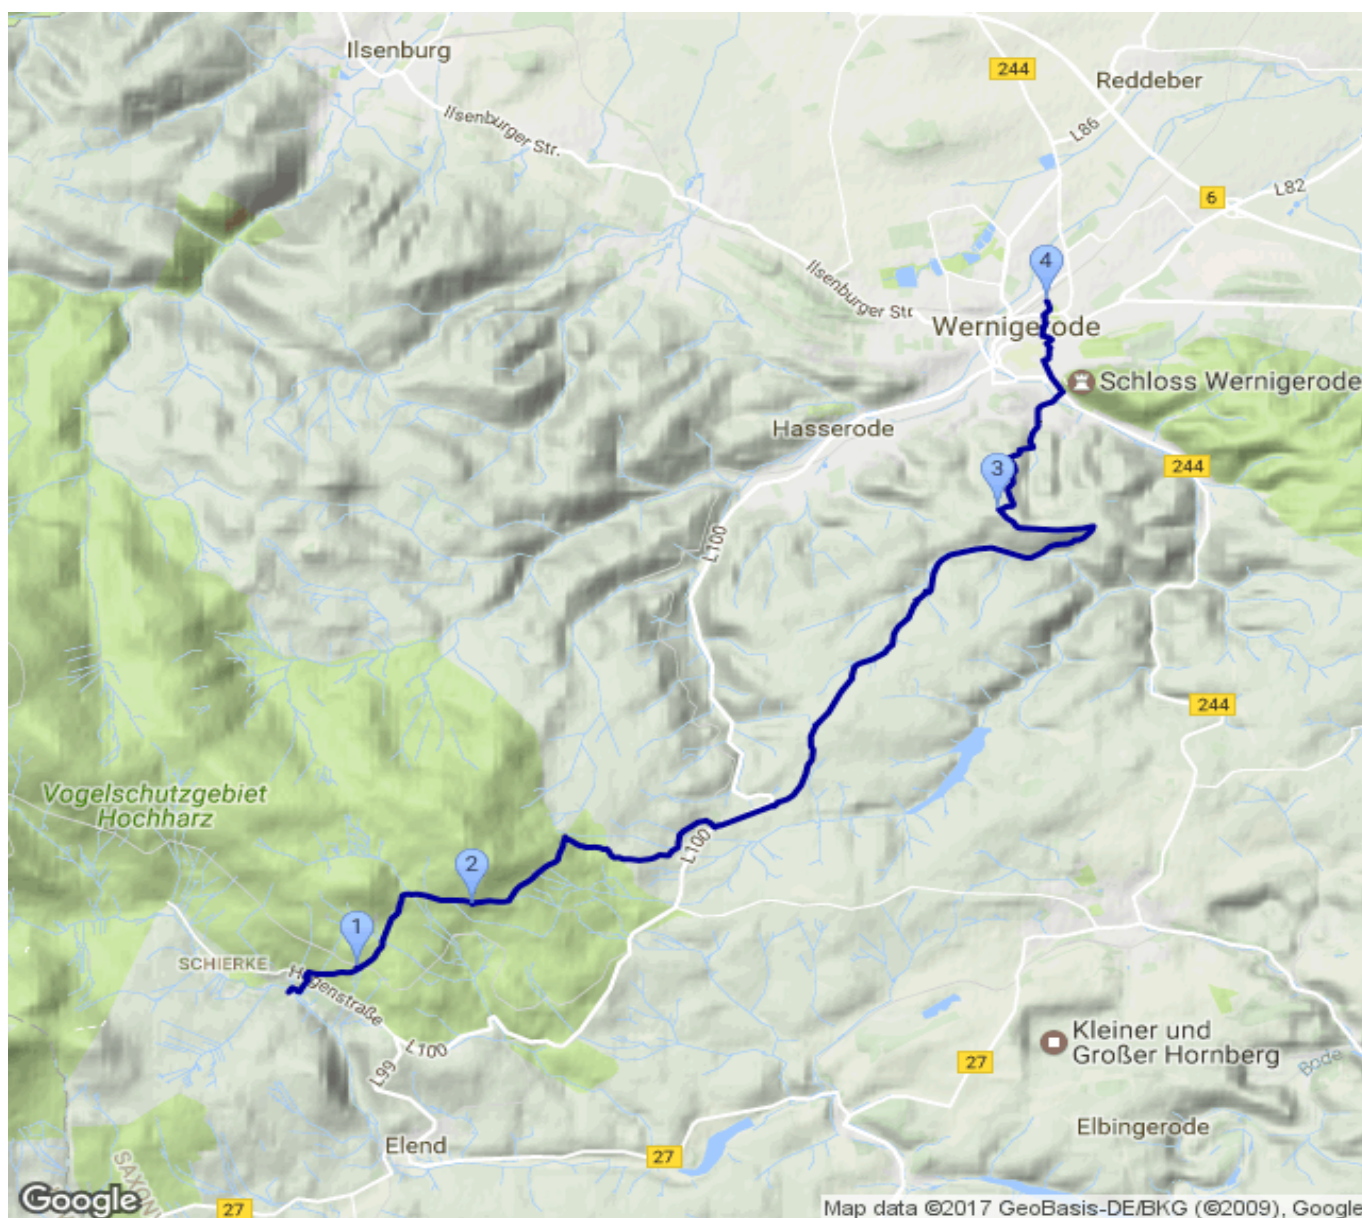 Ilsenburg
244
Reddeber
Ilsenburger Str.
L86
L82
6
4
Ilsenburger Str
Wernigerode
Schloss Wernigerode
Hasserode
3
244
L100
244
Vogelschutzgebiet
Hochharz
2
L100
1
SCHIERKE
Hagenstraße
L100
Kleiner und
Großer Hornberg
27
L99
Bode
Elbingerode
Elend
27
27
Google
Map data ©2017 GeoBasis-DE/BKG (©2009), Google